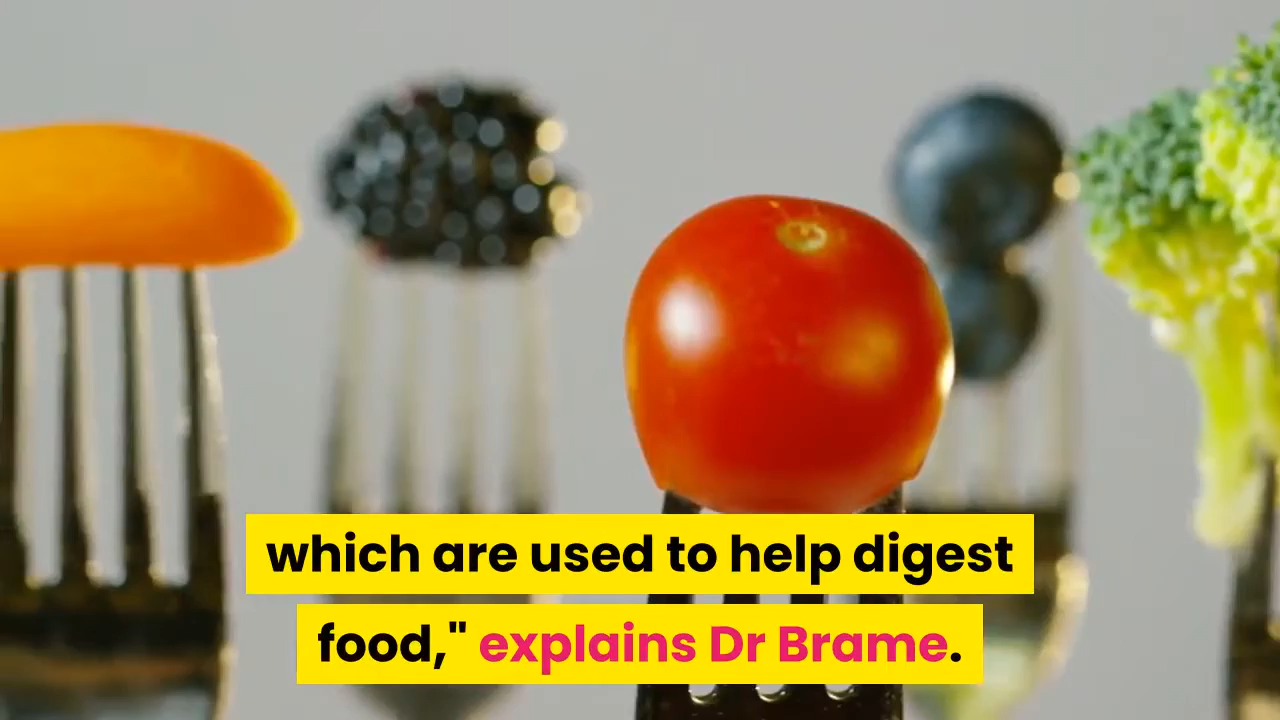 which are used to help digest
food," explains Dr Brame.